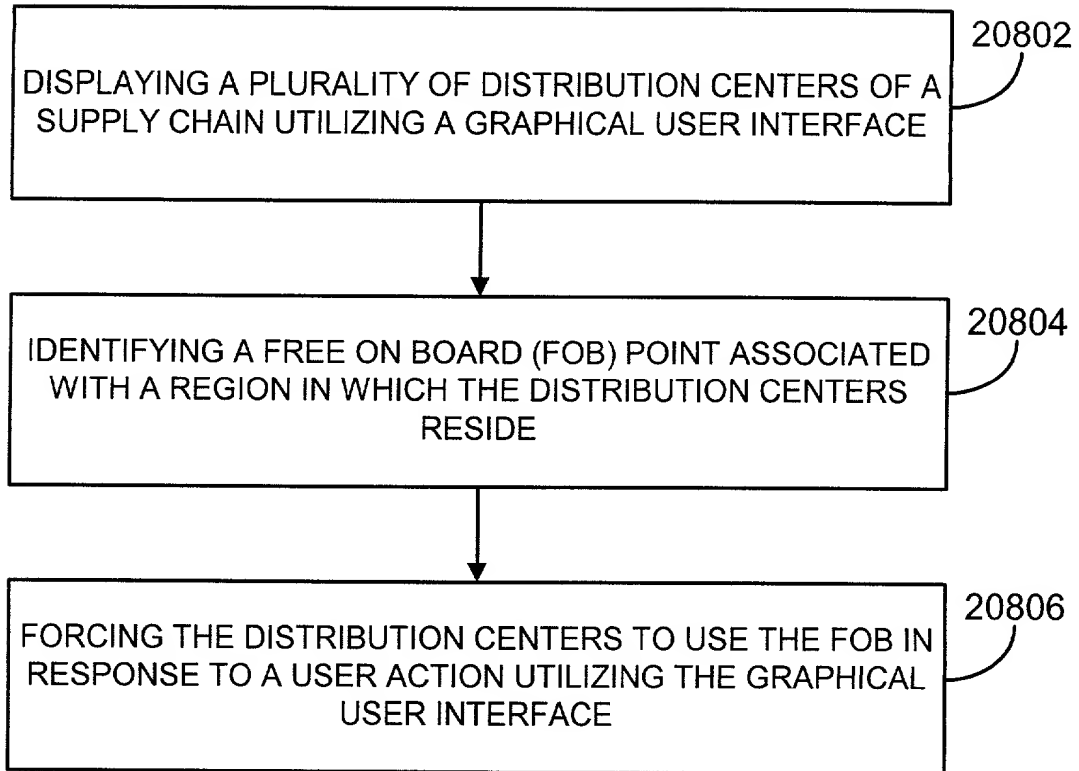 20802
DISPLAYING A PLURALITY OF DISTRIBUTION CENTERS OF A
SUPPLY CHAIN UTILIZING A GRAPHICAL USER INTERFACE
20804
IDENTIFYING A FREE ON BOARD (FOB) POINT ASSOCIATED
WITH A REGION IN WHICH THE DISTRIBUTION CENTERS
RESIDE
20806
FORCING THE DISTRIBUTION CENTERS TO USE THE FOB IN
RESPONSE TO A USER ACTION UTILIZING THE GRAPHICAL
USER INTERFACE